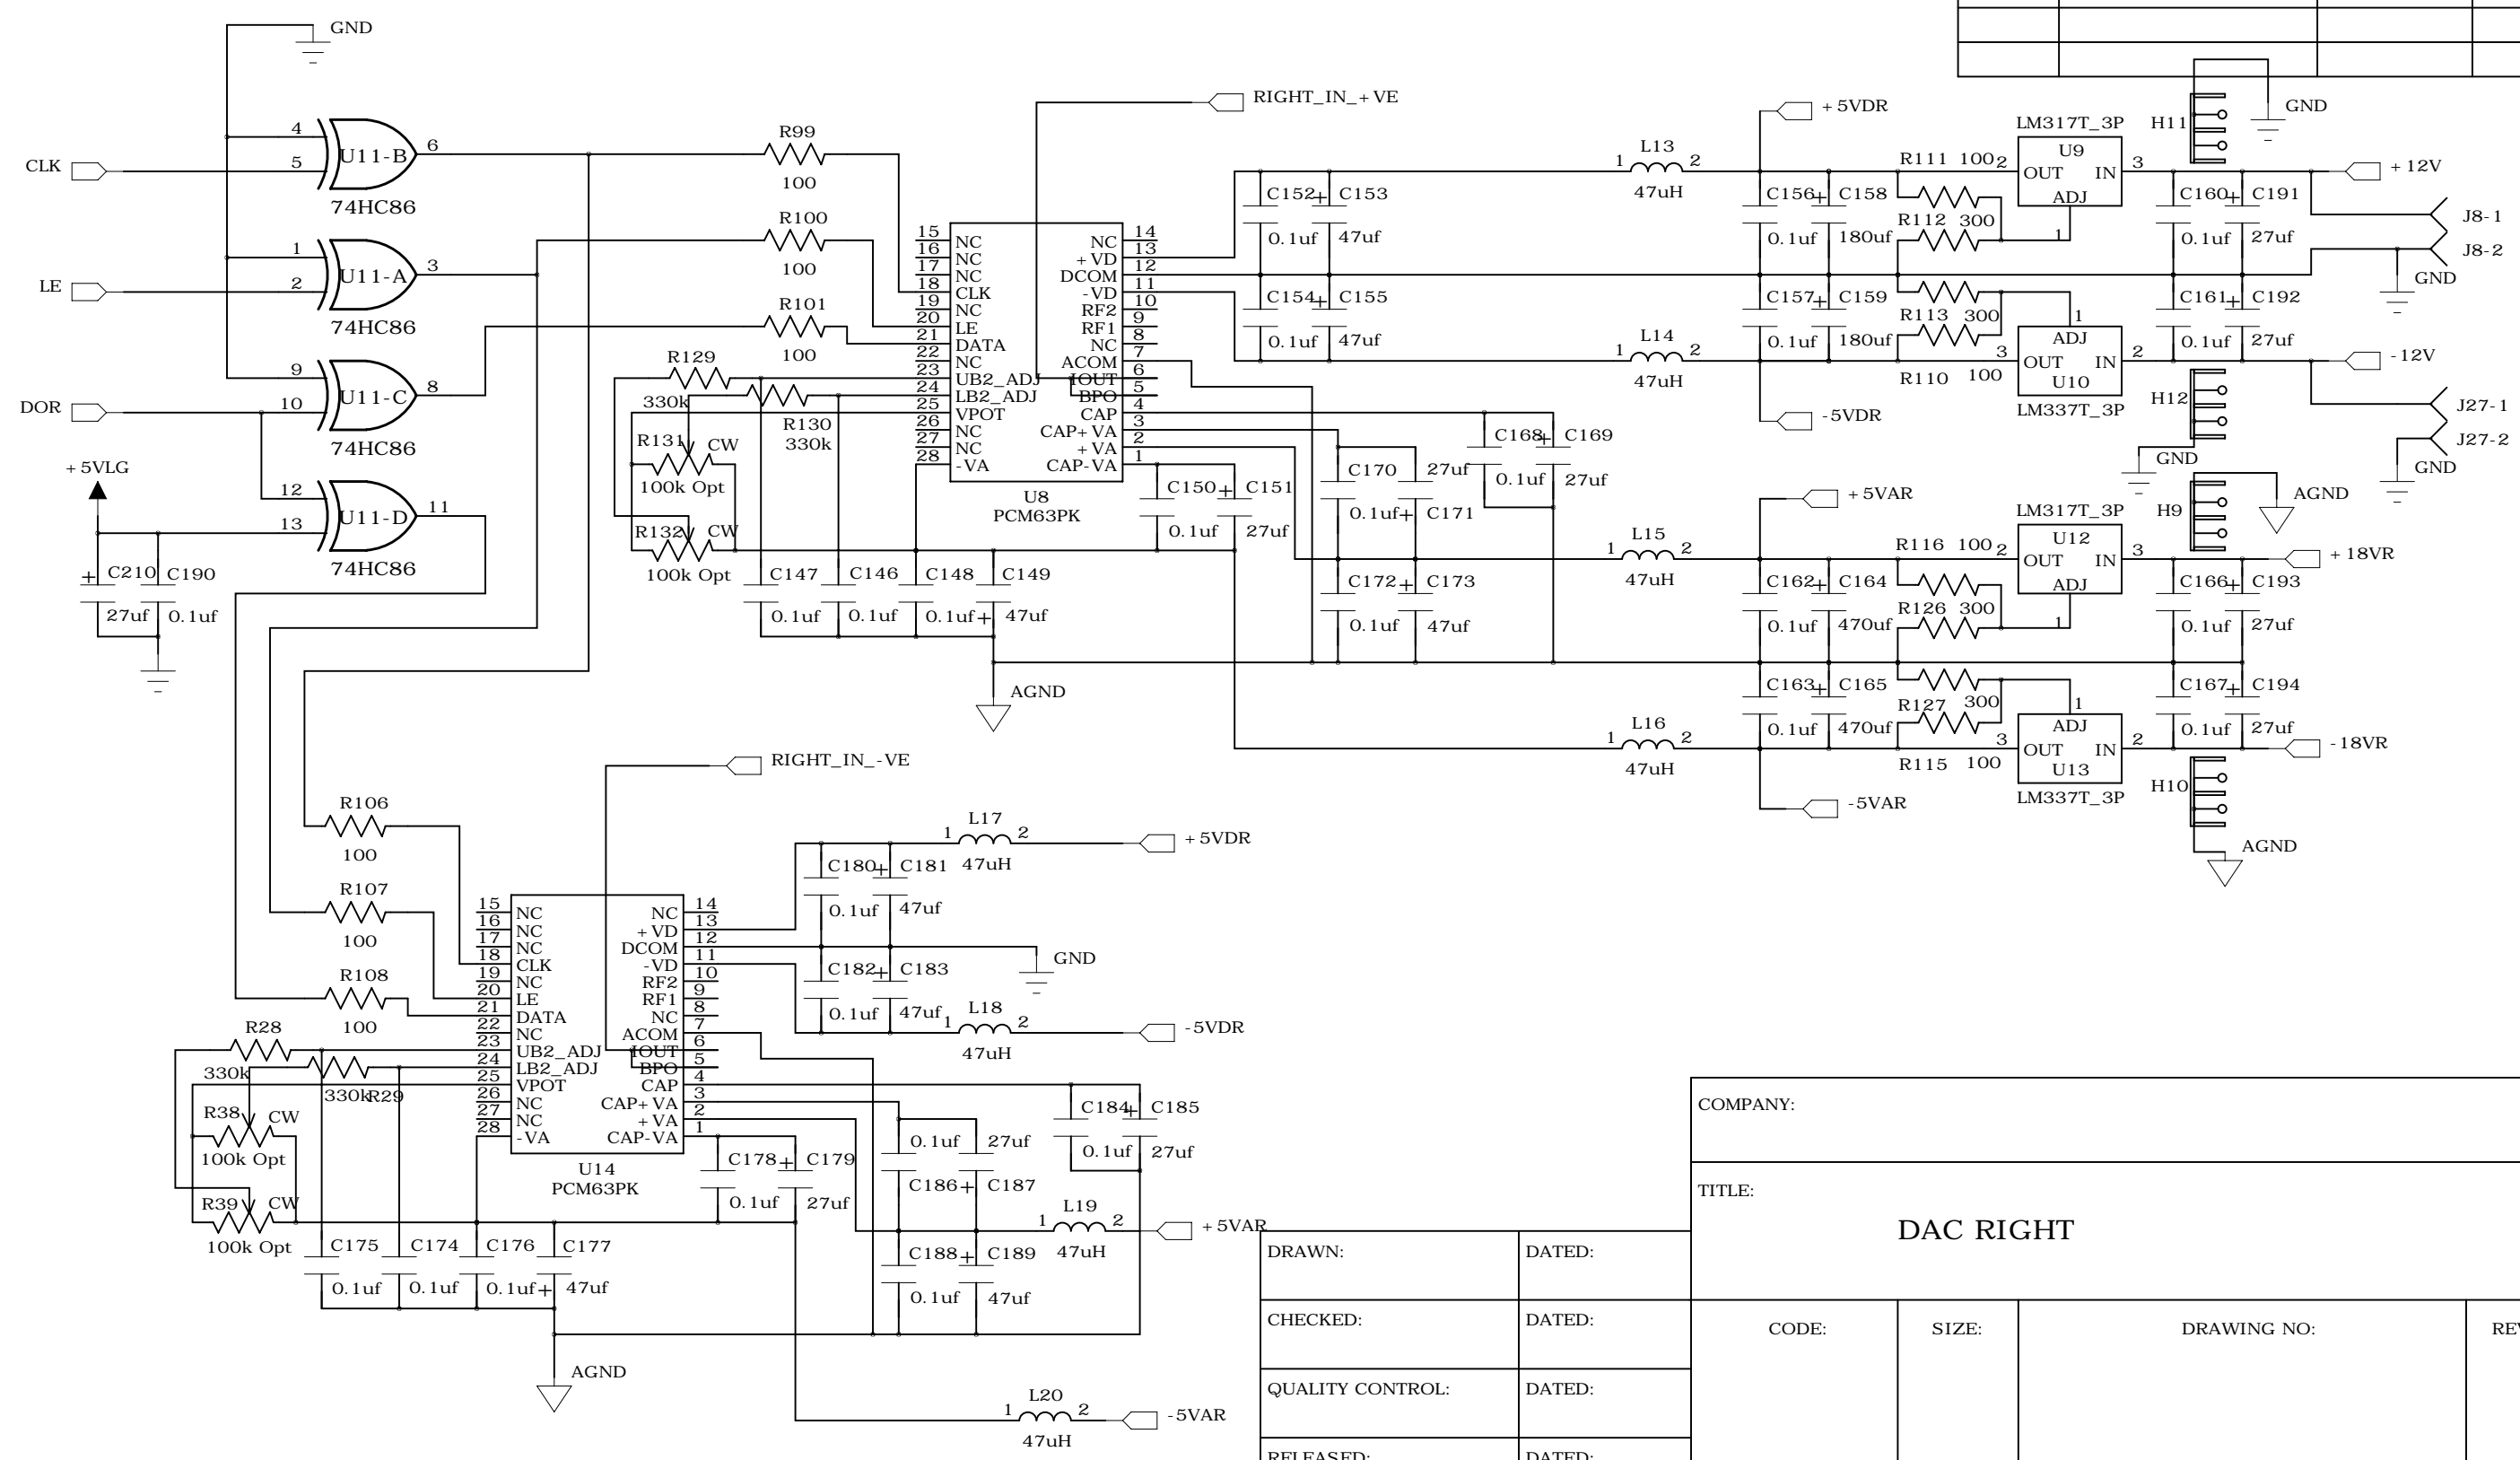 GND
CLK
4
5
U11-B
6
74HC86
LE
1
2
U11-A
3
74HC86
DOR
9
10
U11-C
8
74HC86
+5VLG
12
13
U11-D
11
74HC86
C210
27uf
C190
0.1uf
R99
100
R100
100
R101
100
R129
330k
R130
330k
R131
CW
100k Opt
R132
CW
100k Opt
RIGHT_IN_+VE
15 NC
16 NC
17 NC
18 CLK
19 NC
20 LE
21 DATA
22 NC
23 UB2_ADJ
24 LB2_ADJ
25 VPOT
26 NC
27 NC
28 -VA
NC 14
+VD 13
DCOM 12
-VD 11
RF2 10
RF1 9
NC 8
ACOM 7
IOUT 6
BPO 5
CAP 4
CAP+VA 3
+VA 2
CAP-VA 1
U8
PCM63PK
C147
0.1uf
C146
0.1uf
C148
0.1uf
C149
47uf
AGND
C150
0.1uf
C151
27uf
C152
0.1uf
C153
47uf
C154
0.1uf
C155
47uf
C168
0.1uf
C169
27uf
C170
0.1uf
27uf
C171
C172
0.1uf
C173
47uf
1 L13 2
47uH
1 L14 2
47uH
1 L15 2
47uH
1 L16 2
47uH
+5VDR
C156
0.1uf
C158
180uf
C157
0.1uf
C159
180uf
-5VDR
R111 100
R112 300
R113 300
R110 100
LM317T_3P
U9
2 OUT IN 3
ADJ
1
1
ADJ
3 OUT IN 2
U10
LM337T_3P
H11
GND
C160
0.1uf
C191
27uf
C161
0.1uf
C192
27uf
+12V
J8-1
J8-2
GND
-12V
H12
GND
J27-1
J27-2
GND
+5VAR
C162
0.1uf
C164
470uf
C163
0.1uf
C165
470uf
-5VAR
R116 100
R126 300
R127 300
R115 100
LM317T_3P
U12
2 OUT IN 3
ADJ
1
1
ADJ
3 OUT IN 2
U13
LM337T_3P
H9
AGND
C166
0.1uf
C193
27uf
C167
0.1uf
C194
27uf
+18VR
-18VR
H10
AGND
RIGHT_IN_-VE
R106
100
R107
100
R108
100
R28
330k
330k
R29
R38
CW
100k Opt
R39
CW
100k Opt
15 NC
16 NC
17 NC
18 CLK
19 NC
20 LE
21 DATA
22 NC
23 UB2_ADJ
24 LB2_ADJ
25 VPOT
26 NC
27 NC
28 -VA
NC 14
+VD 13
DCOM 12
-VD 11
RF2 10
RF1 9
NC 8
ACOM 7
IOUT 6
BPO 5
CAP 4
CAP+VA 3
+VA 2
CAP-VA 1
U14
PCM63PK
C175
0.1uf
C174
0.1uf
C176
0.1uf
C177
47uf
AGND
C178
0.1uf
C179
27uf
C180
0.1uf
C181
47uf
C182
0.1uf
C183
47uf
GND
1 L17 2
47uH
+5VDR
1 L18 2
47uH
-5VDR
C184
0.1uf
C185
27uf
0.1uf
C186
27uf
C187
C188
0.1uf
C189
47uf
1 L19 2
47uH
+5VAR
1 L20 2
47uH
-5VAR
COMPANY:
TITLE:
DAC RIGHT
DRAWN:
DATED:
CHECKED:
DATED:
CODE:
SIZE:
DRAWING NO:
QUALITY CONTROL:
DATED:
RELEASED:
DATED: